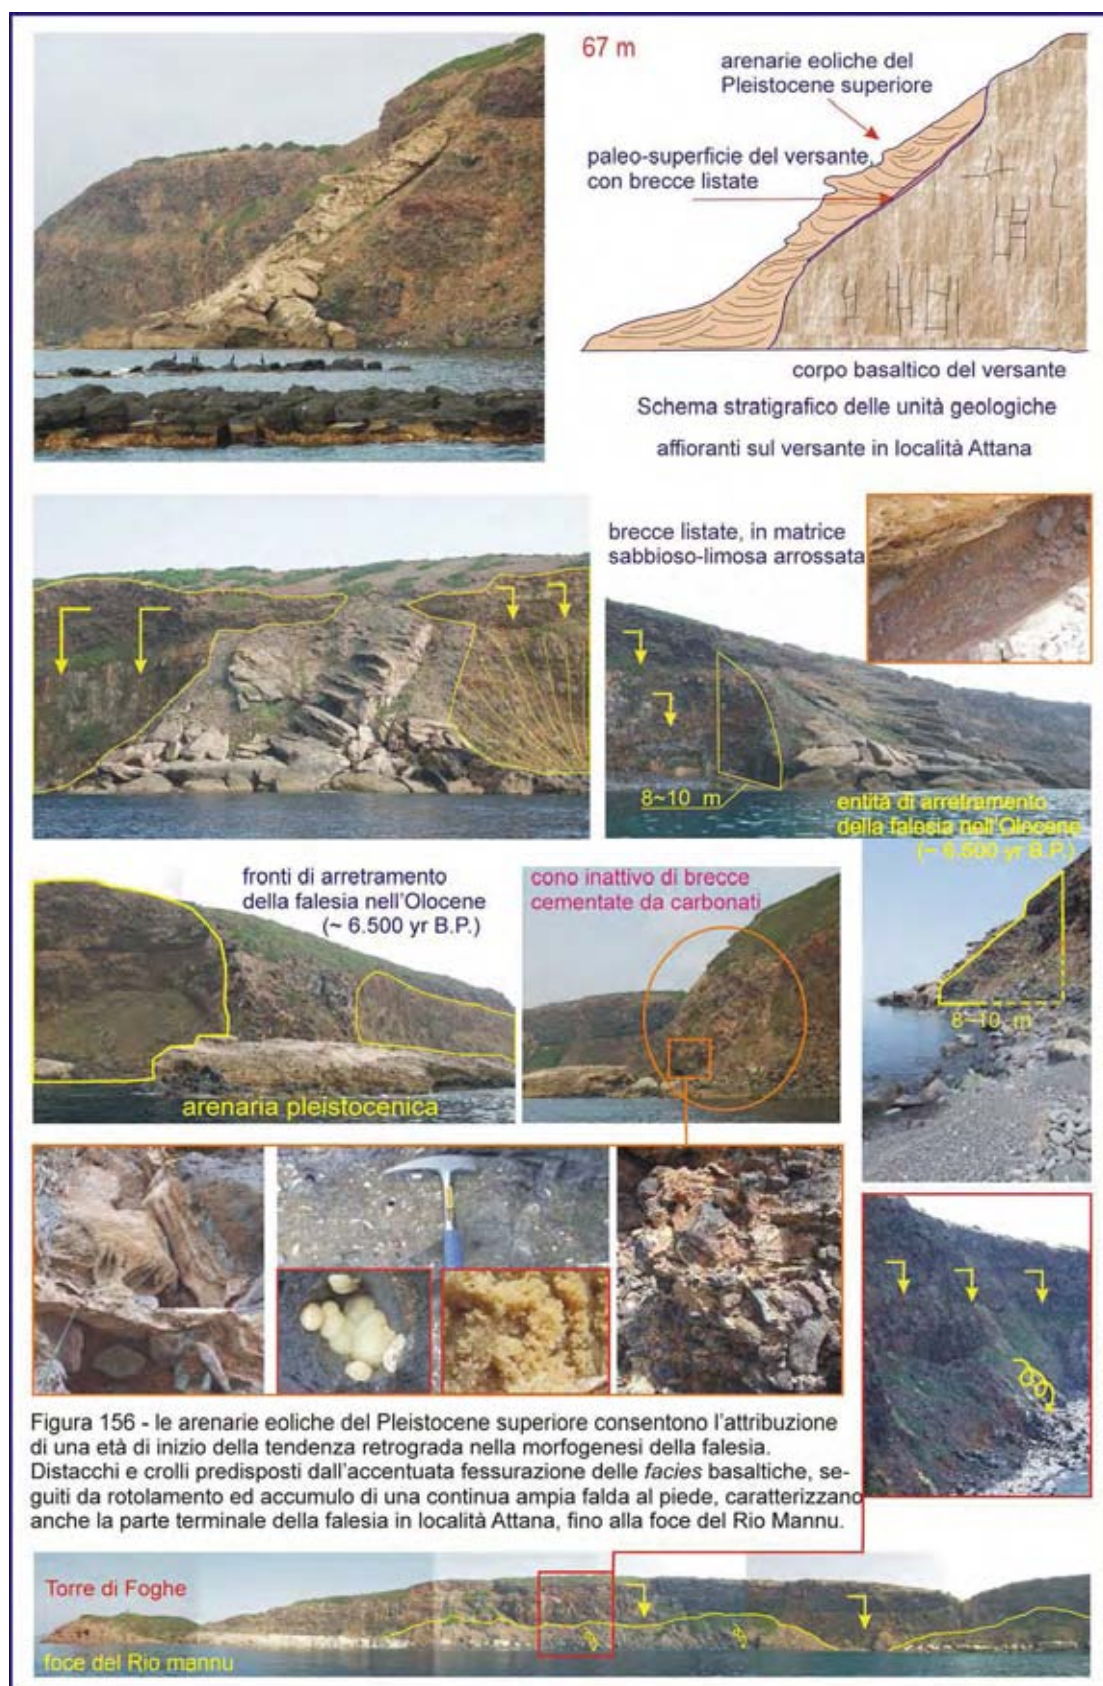 67 m
arenarie eoliche del
Pleistocene superiore
paleo-superficie del versante,
con brecce listate
corpo basaltico del versante
Schema stratigrafico delle unità geologiche
affioranti sul versante in località Attana
brecce listate, in matrice
sabbioso-limosa arrossata
8~10 m
entità di arretramento
della falesia nell'Olocene
(~ 6.500 yr B.P.)
fronti di arretramento
della falesia nell'Olocene
(~ 6.500 yr B.P.)
arenaria pleistocenica
cono inattivo di brecce
cementate da carbonati
8~10 m
Figura 156 - le arenarie eoliche del Pleistocene superiore consentono l'attribuzione
di una età di inizio della tendenza retrograda nella morfogenesi della falesia.
Distacchi e crolli predisposti dall'accentuata fessurazione delle facies basaltiche, se-
guiti da rotolamento ed accumulo di una continua ampia falda al piede, caratterizzano
anche la parte terminale della falesia in località Attana, fino alla foce del Rio Mannu.
Torre di Foghe
foce del Rio mannu